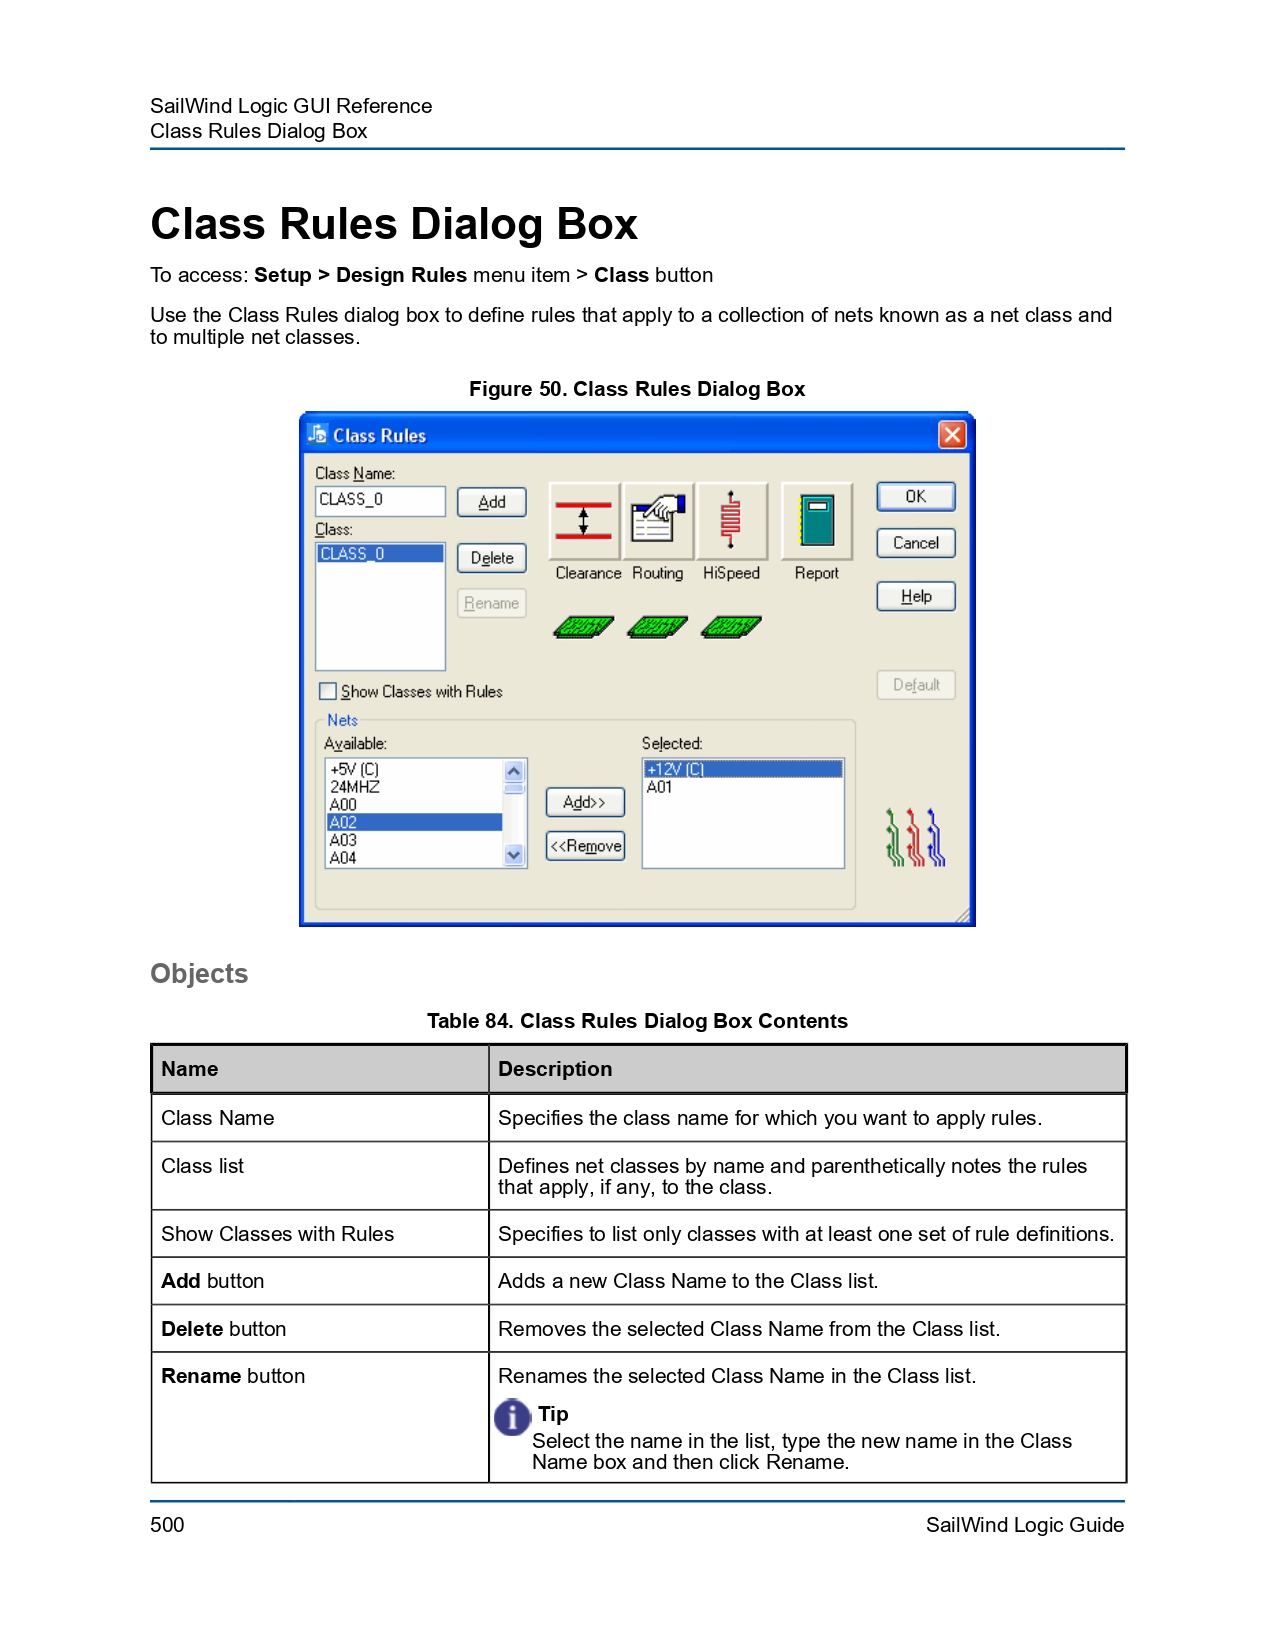 SailWind Logic GUI Reference
Class Rules Dialog Box
Class Rules Dialog Box
To access: Setup > Design Rules menu item > Class button
Use the Class Rules dialog box to define rules that apply to a collection of nets known as a net class and
to multiple net classes.
Figure 50. Class Rules Dialog Box
Class Rules
Class Name:
CLASS_0
Add
Class:
CLASS_0
Delete
Rename
Clearance
Routing
HiSpeed
Report
OK
Cancel
Help
Default
Show Classes with Rules
Nets
Available:
+5V (C)
24MHZ
A00
A02
A03
A04
Add>>
<<Remove
Selected:
+12V (C)
A01
Objects
Table 84. Class Rules Dialog Box Contents
Name
Description
Class Name
Specifies the class name for which you want to apply rules.
Class list
Defines net classes by name and parenthetically notes the rules
that apply, if any, to the class.
Show Classes with Rules
Specifies to list only classes with at least one set of rule definitions.
Add button
Adds a new Class Name to the Class list.
Delete button
Removes the selected Class Name from the Class list.
Rename button
Renames the selected Class Name in the Class list.
Tip
Select the name in the list, type the new name in the Class
Name box and then click Rename.
500
SailWind Logic Guide